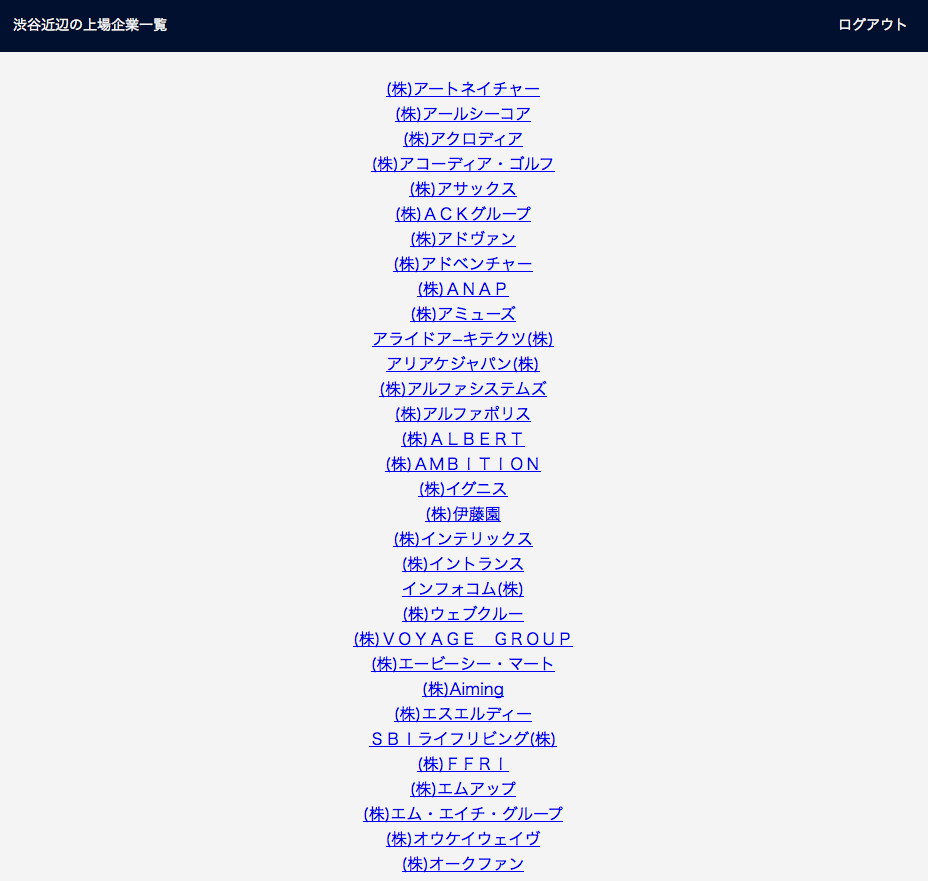 渋谷近辺の上場企業一覧
ログアウト
(株)アートネイチャー
(株)アールシーコア
(株)アクロディア
(株)アコーディア・ゴルフ
(株)アサックス
(株)ＡＣＫグループ
(株)アドヴァン
(株)アドベンチャー
(株)ＡＮＡＰ
(株)アミューズ
アライドア−キテクツ(株)
アリアケジャパン(株)
(株)アルファシステムズ
(株)アルファポリス
(株)ＡＬＢＥＲＴ
(株)ＡＭＢＩＴＩＯＮ
(株)イグニス
(株)伊藤園
(株)インテリックス
(株)イントランス
インフォコム(株)
(株)ウェブクルー
(株)ＶＯＹＡＧＥ　ＧＲＯＵＰ
(株)エービーシー・マート
(株)Aiming
(株)エスエルディー
ＳＢＩライフリビング(株)
(株)ＦＦＲＩ
(株)エムアップ
(株)エム・エイチ・グループ
(株)オウケイウェイヴ
(株)オークファン